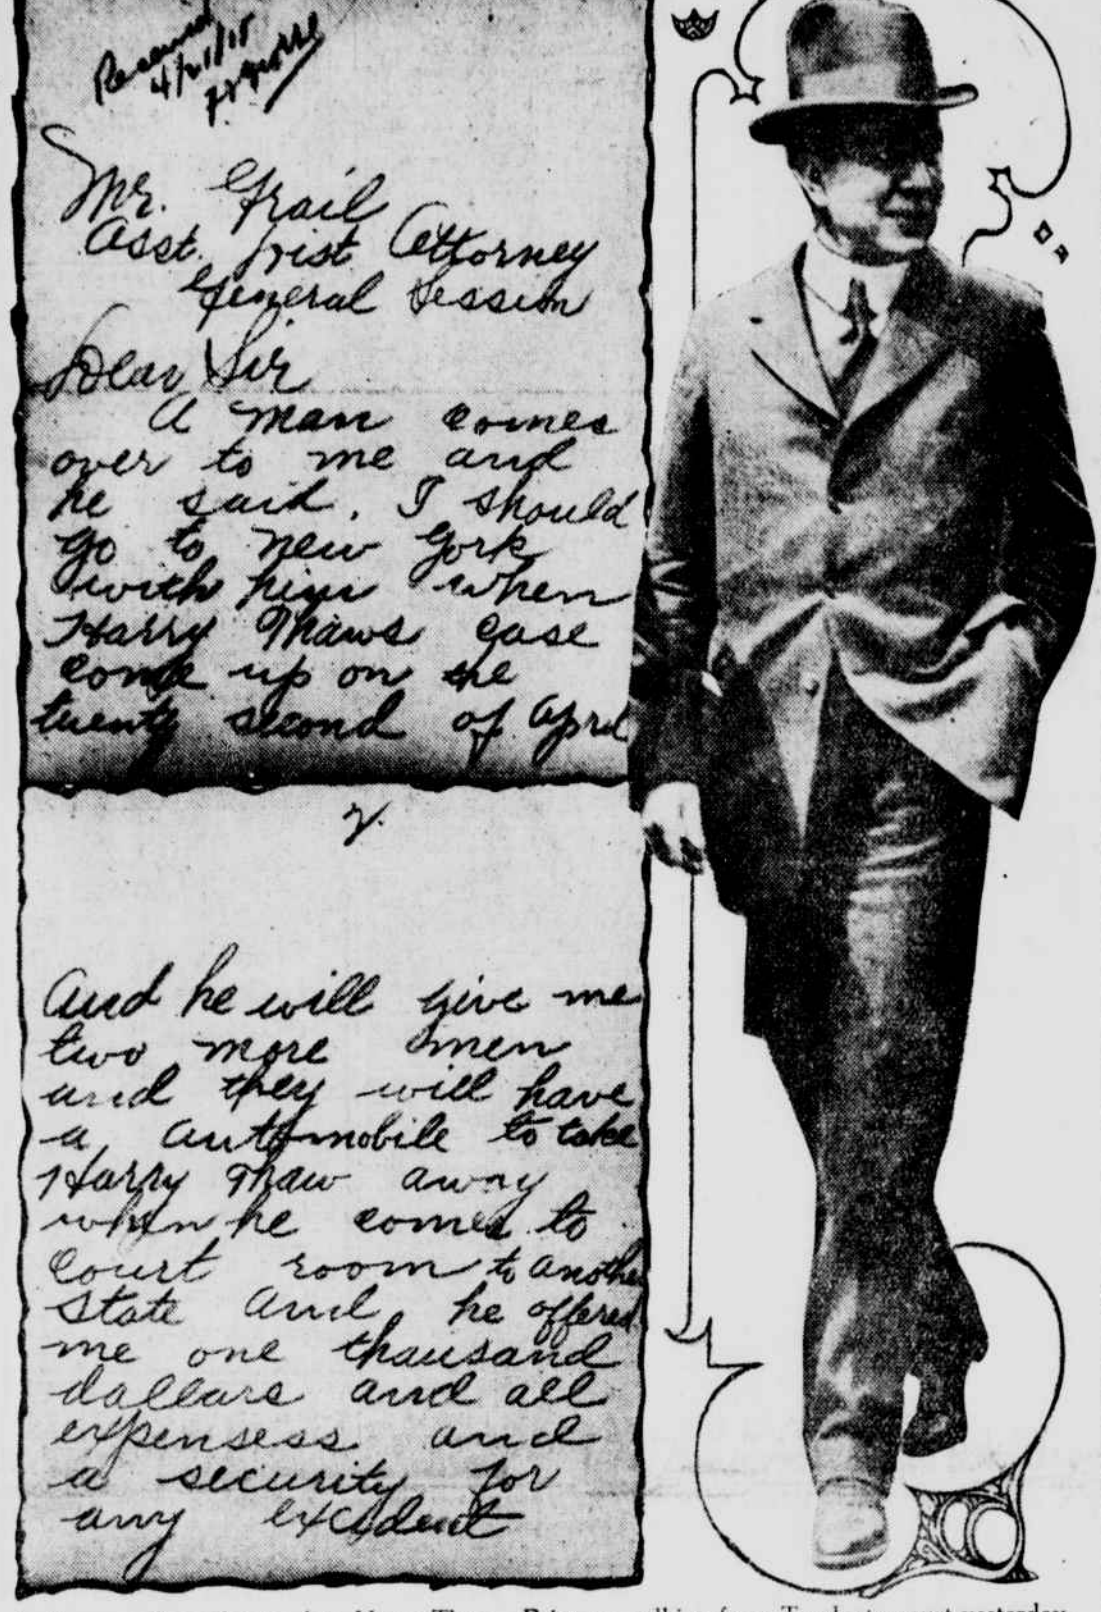 Received
4/21/15
Mr. Grail
Asst. Dist Attorney
General Session
Dear Sir
A man comes
over to me and
he said. I should
go to new york
with him when
Harry Thaws case
come up on the
twenty second of April
2.
And he will give me
two more men
and they will have
a automobile to take
Harry Thaw away
when he comes to
court room to another
state and he offered
me one thousand
dallars and all
expensess and
a security for
any excident